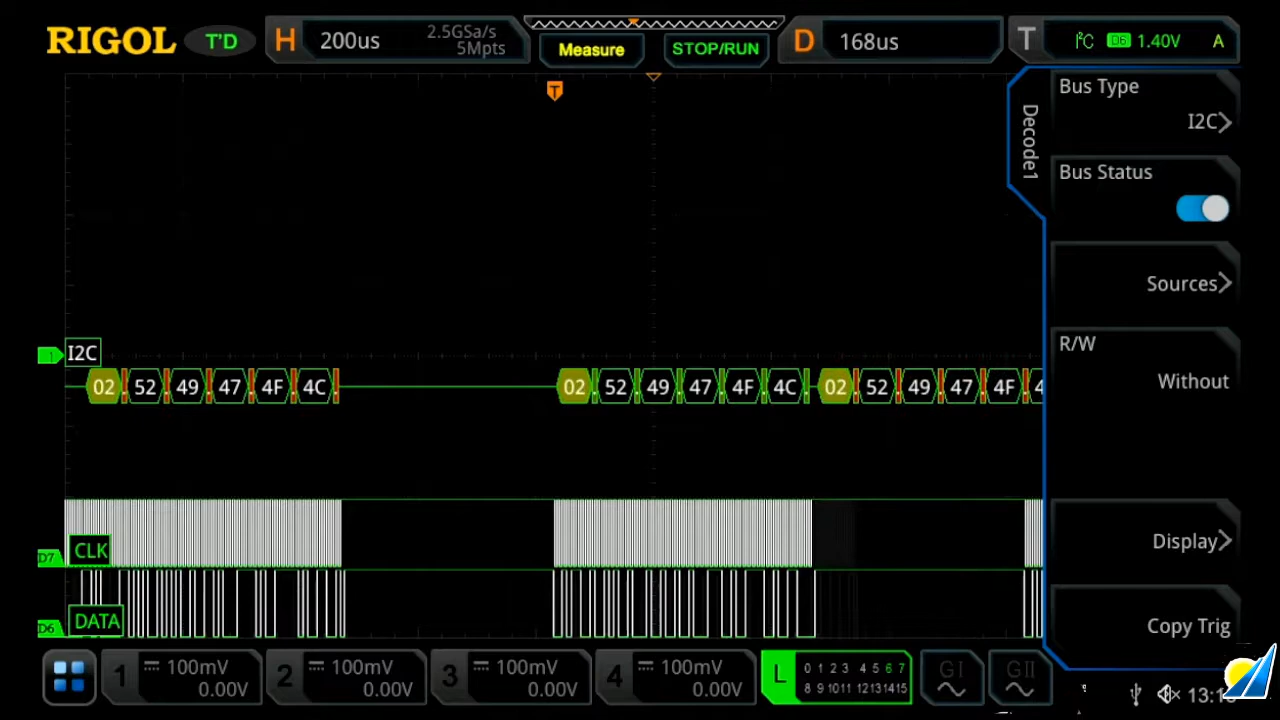 RIGOL T'D H 200us 2.5GSa/s 5Mpts Measure STOP/RUN D 168us T I²C D6 1.40V A
T
Decode1
Bus Type
I2C
Bus Status
Sources
R/W
Without
Display
Copy Trig
1 I2C
02 52 49 47 4F 4C 02 52 49 47 4F 4C 02 52 49 47 4F
D7 CLK
D6 DATA
1 100mV 0.00V 2 100mV 0.00V 3 100mV 0.00V 4 100mV 0.00V
L 0 1 2 3 4 5 6 7
8 9 10 11 12 13 14 15
GI GII